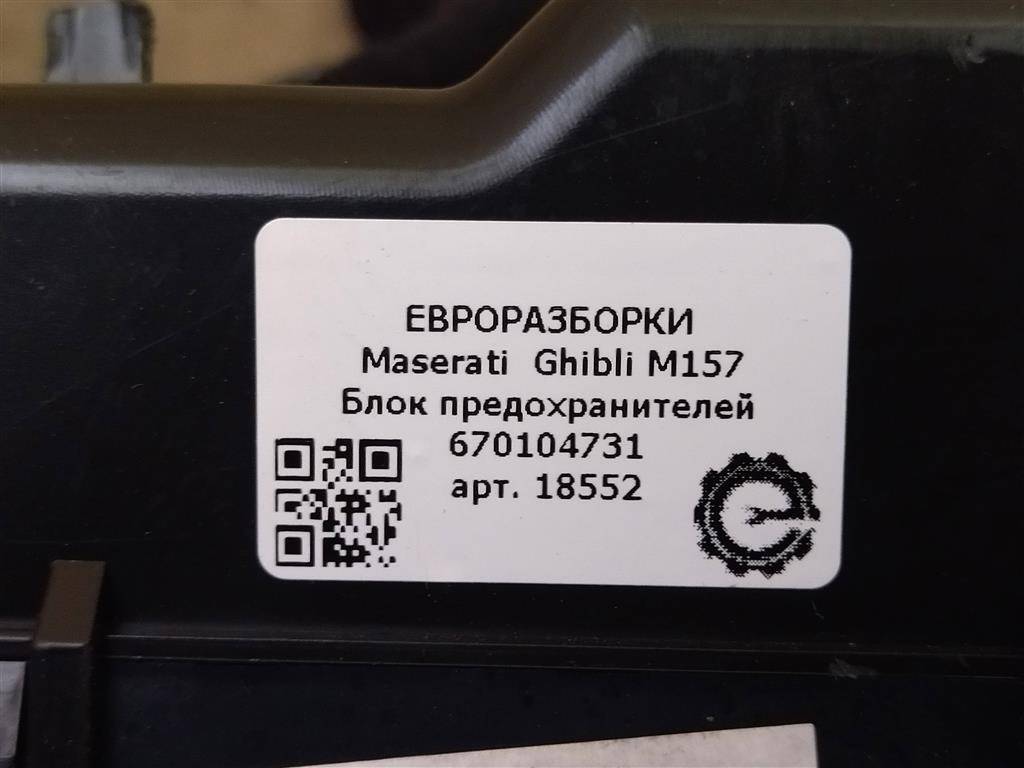 ЕВРОРАЗБОРКИ
Maserati Ghibli M157
Блок предохранителей
670104731
арт. 18552